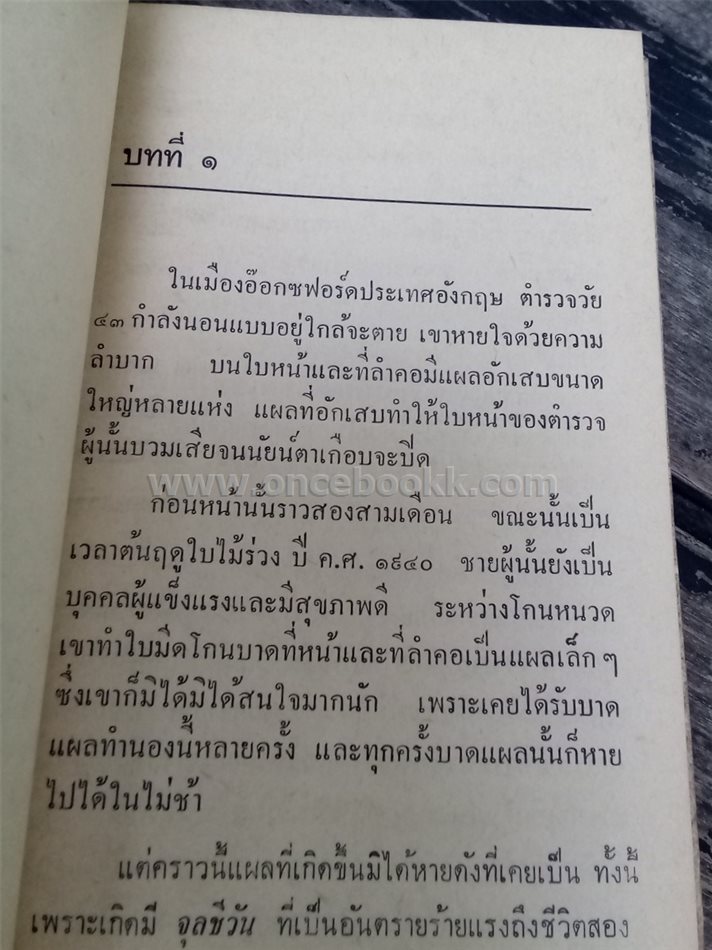 บทที่ ๑
ในเมืองอ๊อกซฟอร์ดประเทศอังกฤษ ตำรวจวัย
๔๓ กำลังนอนแบบอยู่ใกล้จะตาย เขาหายใจด้วยความ
ลำบาก บนใบหน้าและที่ลำคอมีแผลอักเสบขนาด
ใหญ่หลายแห่ง แผลที่อักเสบทำให้ใบหน้าของตำรวจ
ผู้นั้นบวมเสียจนนัยน์ตาเกือบจะปิด
www.oncebookk.com
ก่อนหน้านั้นราวสองสามเดือน ขณะนั้นเป็น
เวลาต้นฤดูใบไม้ร่วง ปี ค.ศ. ๑๙๔๐ ชายผู้นั้นยังเป็น
บุคคลผู้แข็งแรงและมีสุขภาพดี ระหว่างโกนหนวด
เขาทำใบมีดโกนบาดที่หน้าและที่ลำคอเป็นแผลเล็กๆ
ซึ่งเขาก็มิได้มิได้สนใจมากนัก เพราะเคยได้รับบาด
แผลทำนองนี้หลายครั้ง และทุกครั้งบาดแผลนั้นก็หาย
ไปได้ในไม่ช้า
แต่คราวนี้แผลที่เกิดขึ้นมิได้หายดังที่เคยเป็น ทั้งนี้
เพราะเกิดมี จุลชีวัน ที่เป็นอันตรายร้ายแรงถึงชีวิตสอง